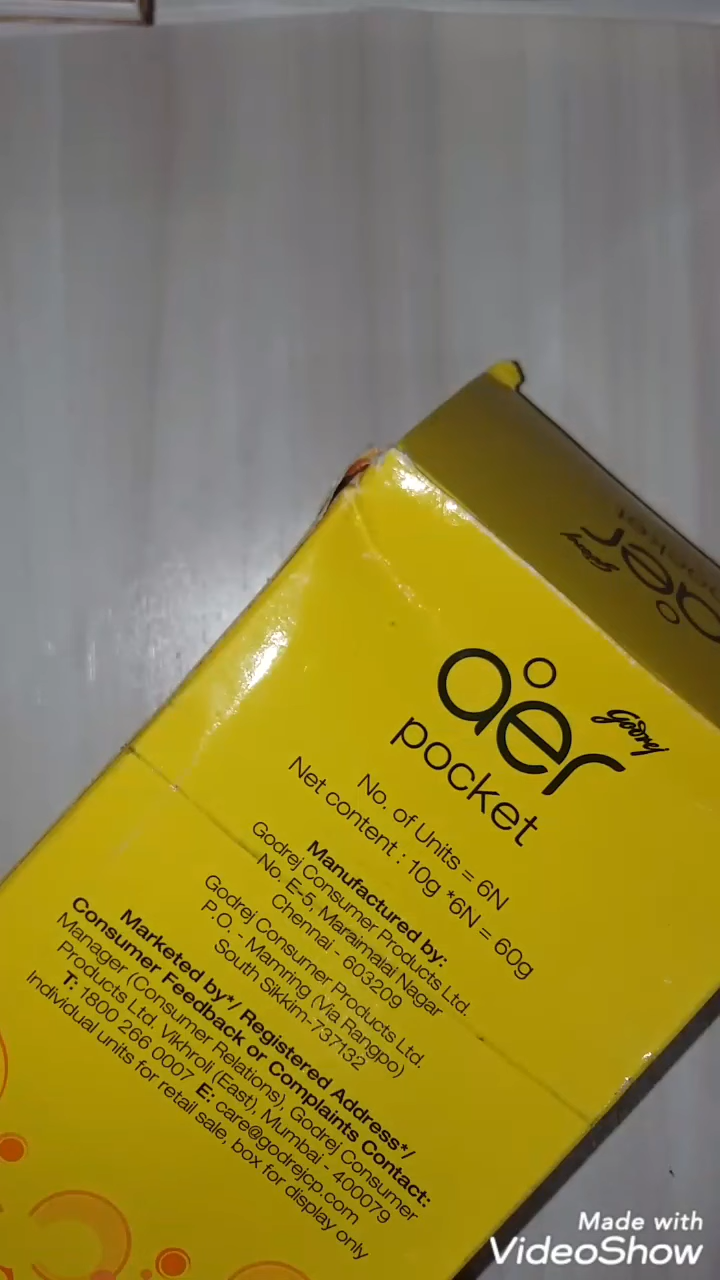 aer
Godrej
pocket
No. of Units = 6N
Net content : 10g *6N = 60g
Manufactured by:
Godrej Consumer Products Ltd.
No. E-5, Maraimalai Nagar
Chennai - 603209
Godrej Consumer Products Ltd.
P.O. - Mamring (Via Rangpo)
South Sikkim-737132
Marketed by*/ Registered Address*/
Consumer Feedback or Complaints Contact:
Manager (Consumer Relations), Godrej Consumer
Products Ltd. Vikhroli (East), Mumbai - 400079
T: 1800 266 0007 E: care@godrejcp.com
Individual units for retail sale, box for display only
Godrej
aer
Made with
VideoShow